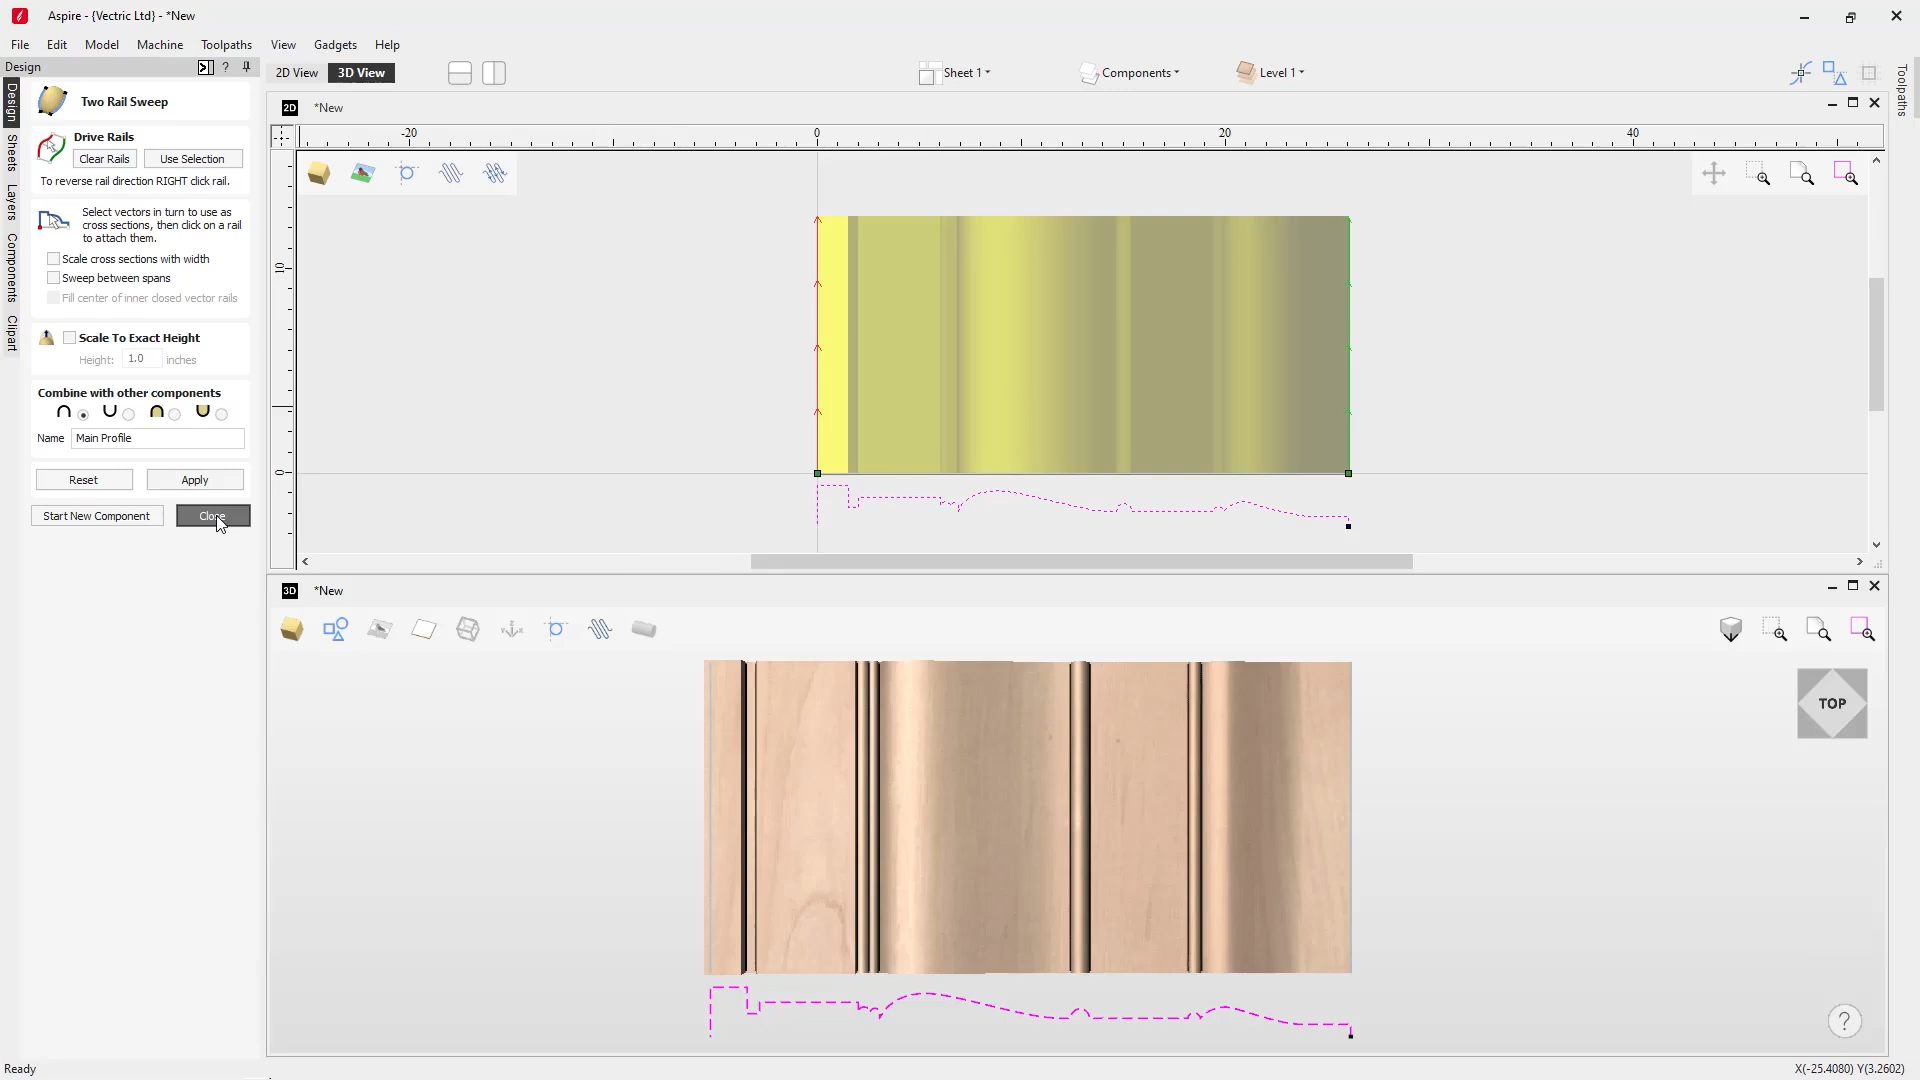 Aspire - {Vectric Ltd} - *New
File Edit Model Machine Toolpaths View Gadgets Help
Design
2D View 3D View Sheet 1 Components Level 1
Design
Sheets
Layers
Components
Clipart
Toolpaths
Two Rail Sweep
Drive Rails
Clear Rails Use Selection
To reverse rail direction RIGHT click rail.
Select vectors in turn to use as
cross sections, then click on a rail
to attach them.
Scale cross sections with width
Sweep between spans
Fill center of inner closed vector rails
Scale To Exact Height
Height: 1.0 inches
Combine with other components
Name Main Profile
Reset Apply
Start New Component Close
2D *New
-20 0 20 40
10
0
3D *New
TOP
?
Ready X(-25.4080) Y(3.2602)